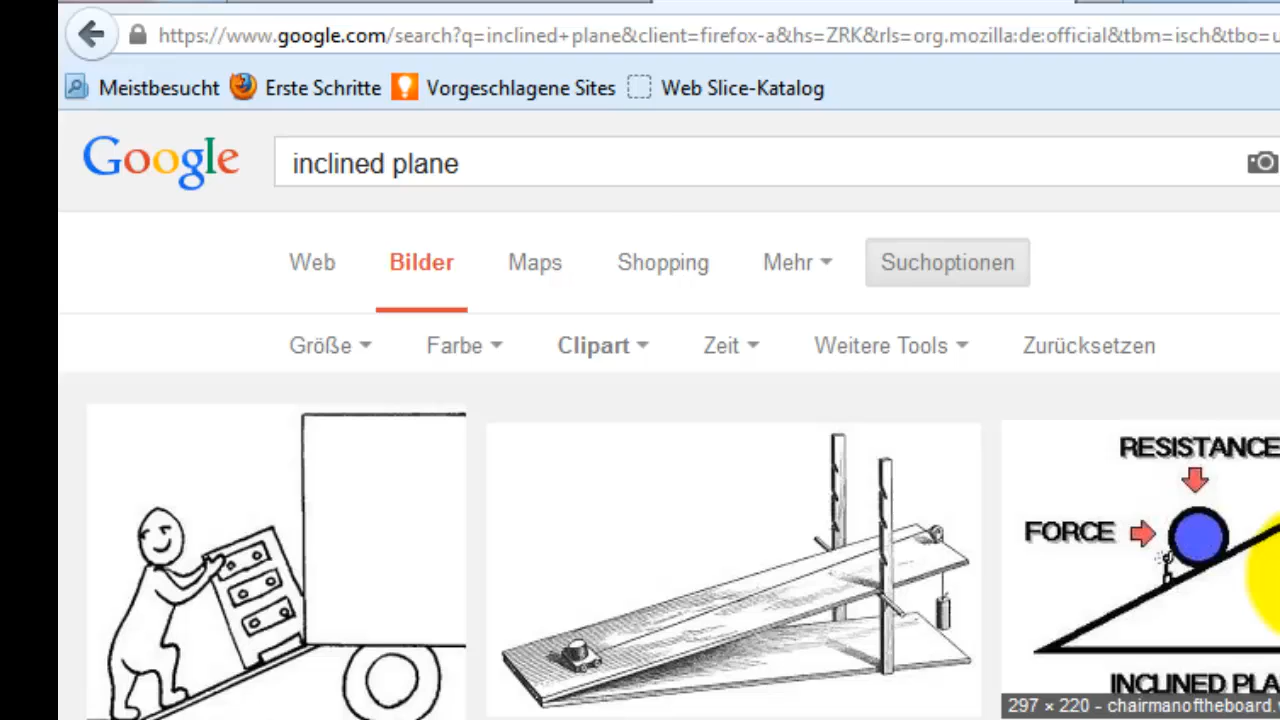 https://www.google.com/search?q=inclined+plane&client=firefox-a&hs=ZRK&rls=org.mozilla:de:official&tbm=isch&tbo=u
Meistbesucht Erste Schritte Vorgeschlagene Sites Web Slice-Katalog
Google inclined plane
Web Bilder Maps Shopping Mehr Suchoptionen
Größe Farbe Clipart Zeit Weitere Tools Zurücksetzen
RESISTANCE
FORCE
INCLINED PLA
297 × 220 - chairmanoftheboard.